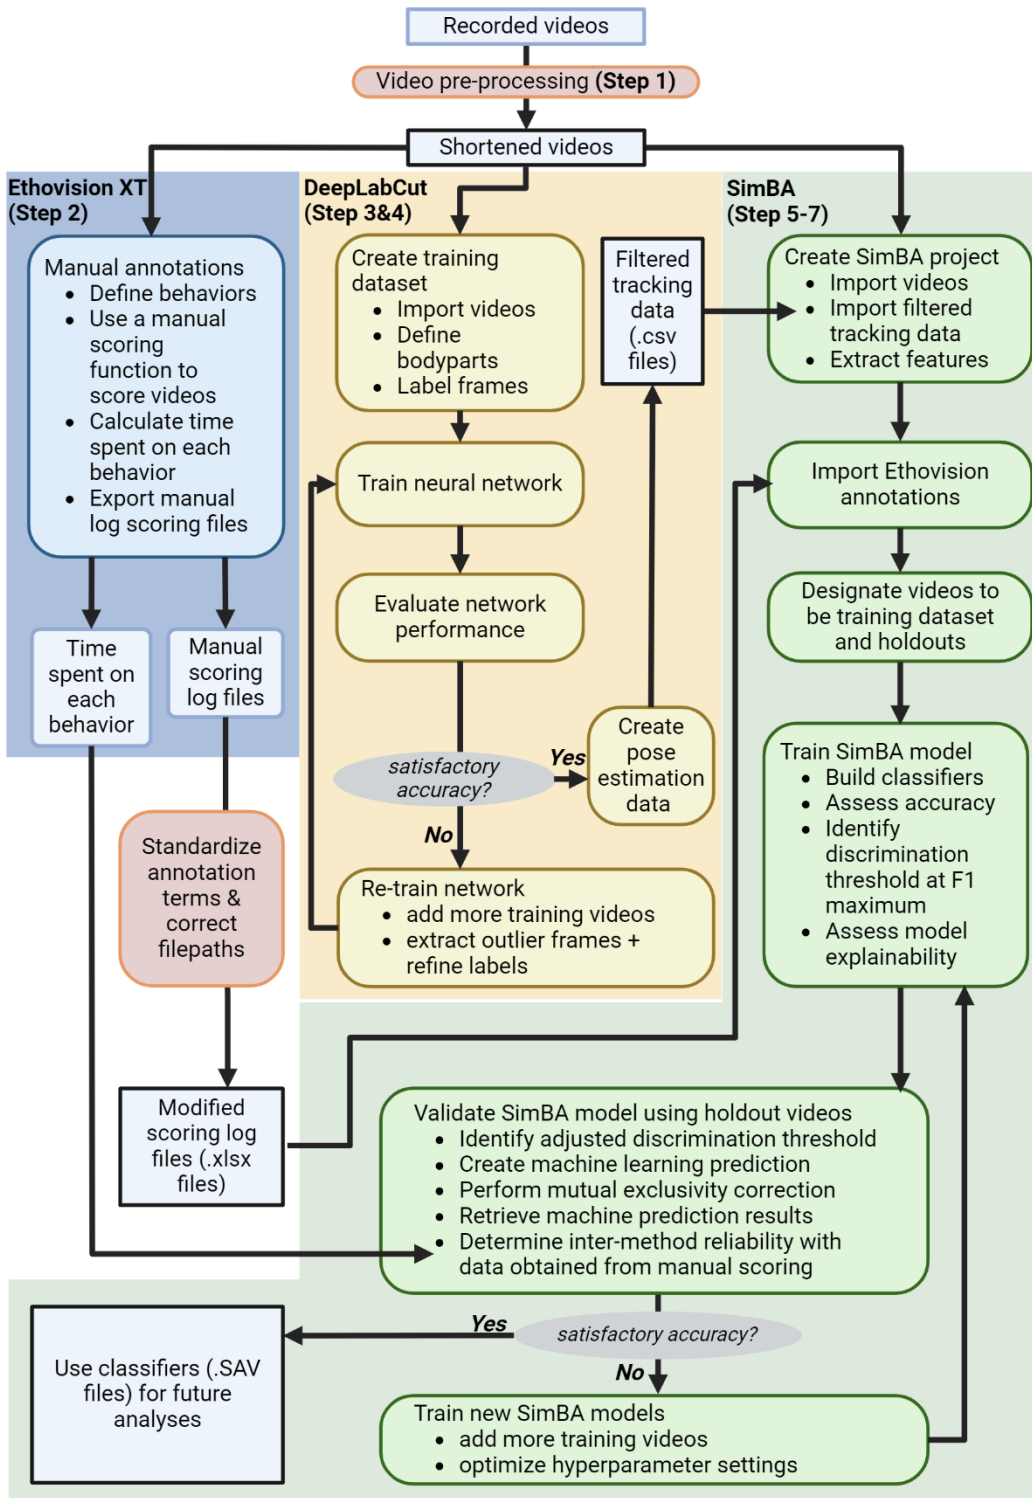 Recorded videos
Video pre-processing (Step 1)
Shortened videos
Ethovision XT
(Step 2)
Manual annotations
• Define behaviors
• Use a manual
scoring
function to
score videos
• Calculate time
spent on each
behavior
• Export manual
log scoring files
Time
spent on
each
behavior
Manual
scoring
log files
Standardize
annotation
terms &
correct
filepaths
Modified
scoring log
files (.xlsx
files)
DeepLabCut
(Step 3&4)
Create training
dataset
• Import videos
• Define
bodyparts
• Label frames
Train neural network
Evaluate network
performance
satisfactory
accuracy?
Yes
No
Create
pose
estimation
data
Filtered
tracking
data
(.csv
files)
Re-train network
• add more training videos
• extract outlier frames +
refine labels
SimBA
(Step 5-7)
Create SimBA project
• Import videos
• Import filtered
tracking data
• Extract features
Import Ethovision
annotations
Designate videos to
be training dataset
and holdouts
Train SimBA model
• Build classifiers
• Assess accuracy
• Identify
discrimination
threshold at F1
maximum
• Assess model
explainability
Validate SimBA model using holdout videos
• Identify adjusted discrimination threshold
• Create machine learning prediction
• Perform mutual exclusivity correction
• Retrieve machine prediction results
• Determine inter-method reliability with
data obtained from manual scoring
satisfactory accuracy?
Yes
No
Use classifiers (.SAV
files) for future
analyses
Train new SimBA models
• add more training videos
• optimize hyperparameter settings